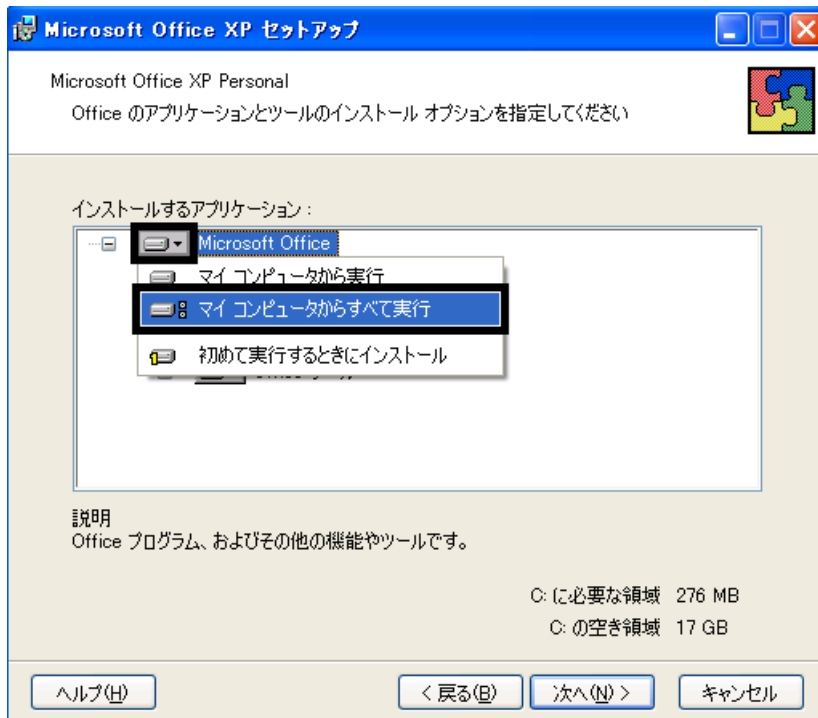 Microsoft Office XP セットアップ
Microsoft Office XP Personal
Office のアプリケーションとツールのインストール オプションを指定してください
インストールするアプリケーション:
Microsoft Office
マイ コンピュータから実行
マイ コンピュータからすべて実行
初めて実行するときにインストール
説明
Office プログラム、およびその他の機能やツールです。
C: に必要な領域 276 MB
C: の空き領域 17 GB
ヘルプ(H) < 戻る(B) 次へ(N) > キャンセル